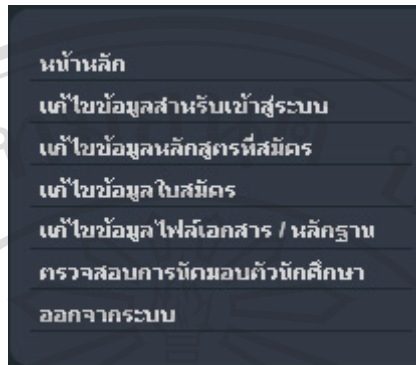 หน้าหลัก
แก้ไขข้อมูลสำหรับเข้าสู่ระบบ
แก้ไขข้อมูลหลักสูตรที่สมัคร
แก้ไขข้อมูลใบสมัคร
แก้ไขข้อมูลไฟล์เอกสาร / หลักฐาน
ตรวจสอบการนัดมอบตัวนักศึกษา
ออกจากระบบ